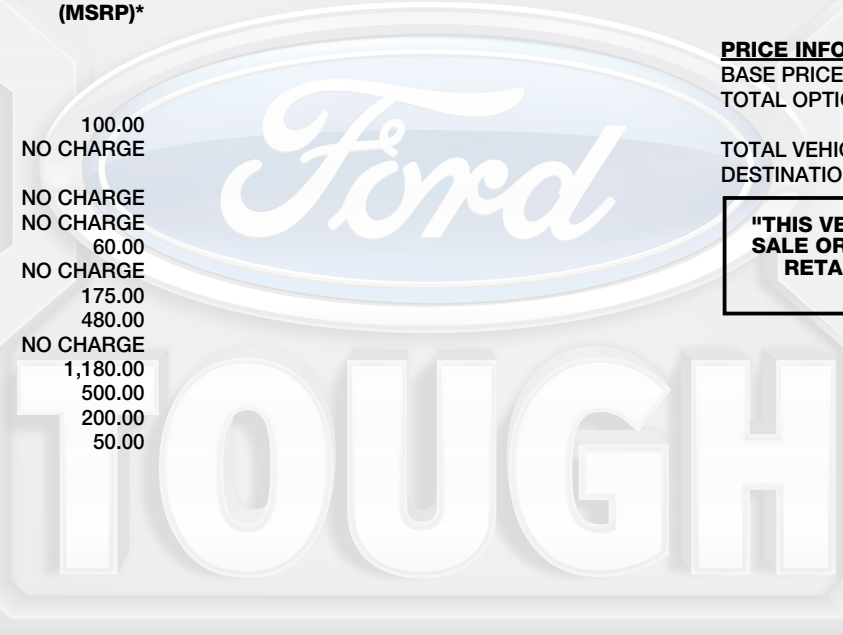 (MSRP)*
100.00
NO CHARGE
NO CHARGE
NO CHARGE
60.00
NO CHARGE
175.00
480.00
NO CHARGE
1,180.00
500.00
200.00
50.00
PRICE INFO
BASE PRICE
TOTAL OPTIO
TOTAL VEHIC
DESTINATIO
"THIS VE
SALE OR
RETA
Ford
TOUGH